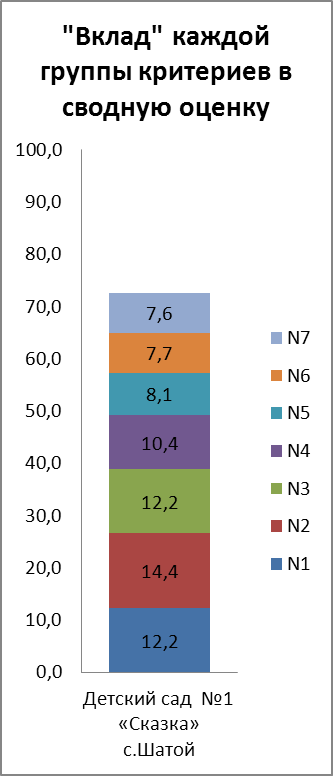 "Вклад" каждой
группы критериев в
сводную оценку
100,0
90,0
80,0
70,0
60,0
50,0
40,0
30,0
20,0
10,0
0,0
7,6
7,7
8,1
10,4
12,2
14,4
12,2
N7
N6
N5
N4
N3
N2
N1
Детский сад №1
«Сказка»
с.Шатой